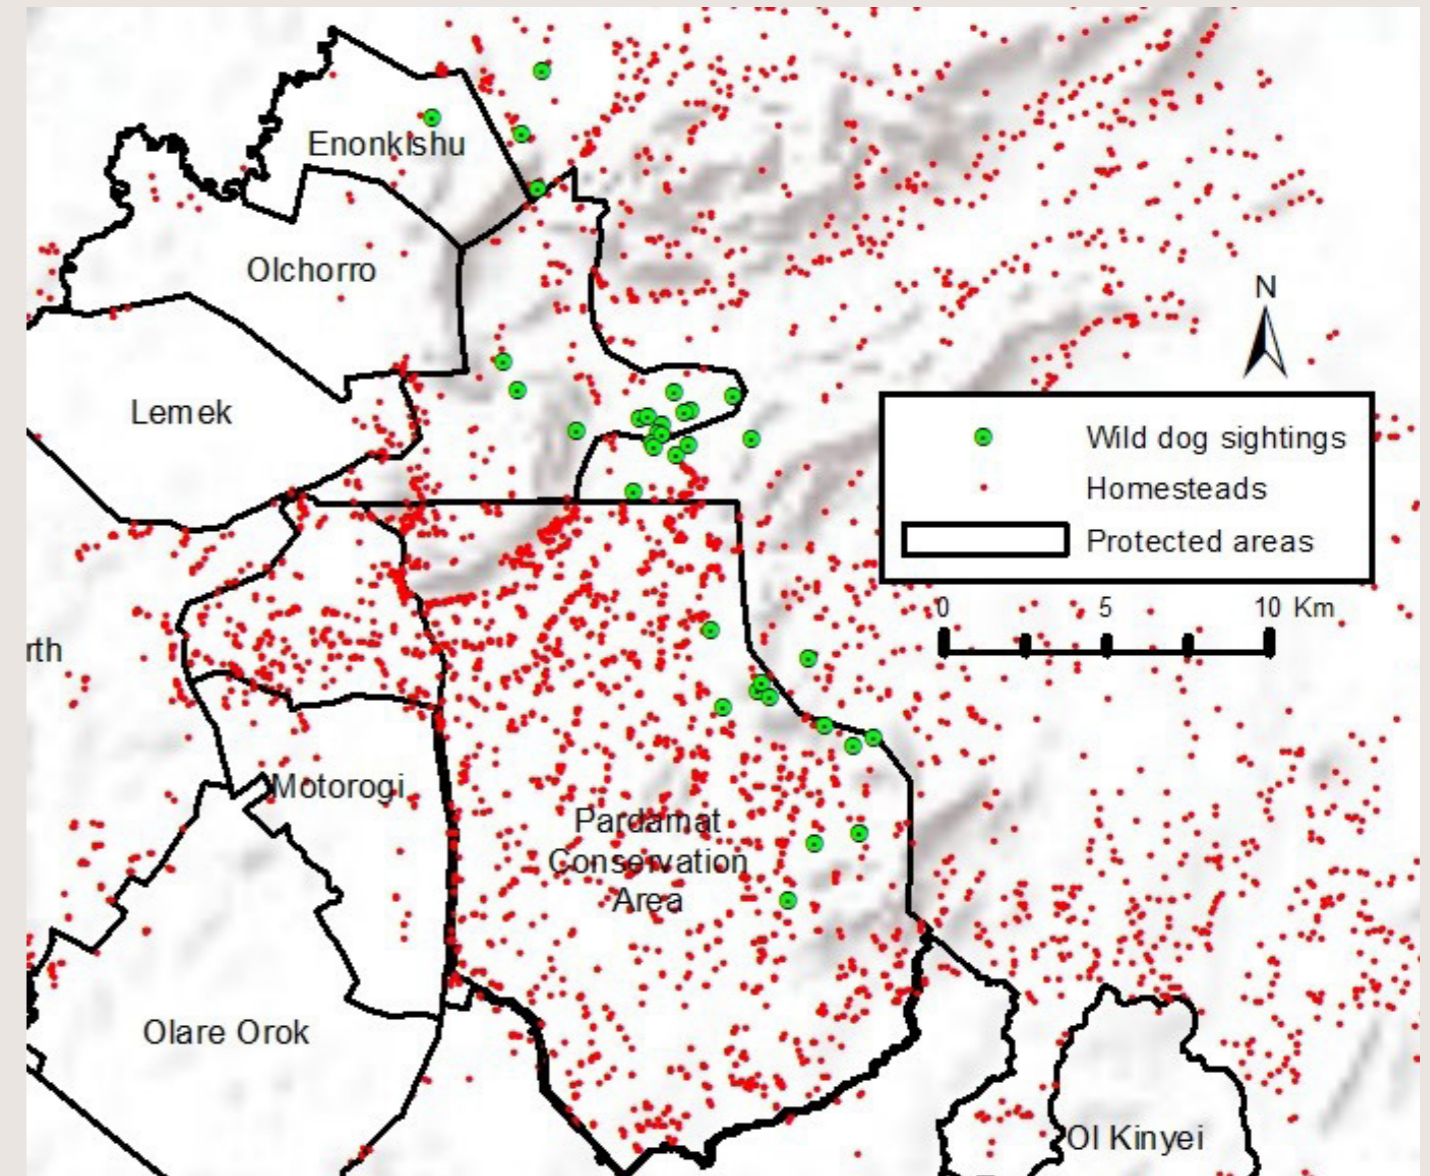 Enonkishu
Olchorro
N
Lemek
Wild dog sightings
Homesteads
Protected areas
0 5 10 Km
rth
Motorogi
Pardamat
Conservation
Area
Olare Orok
Ol Kinyei